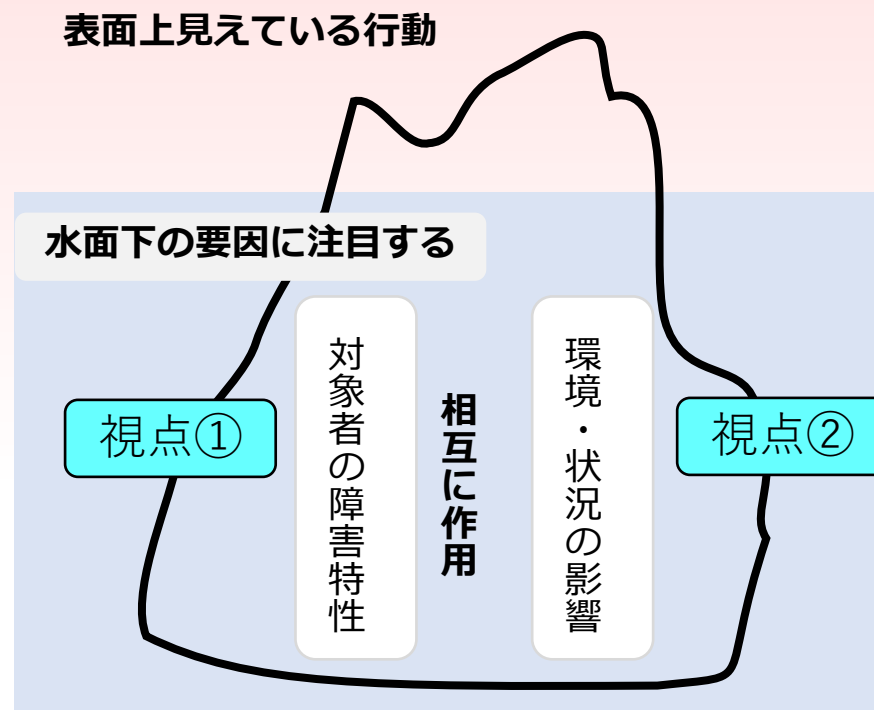 表面上見えている行動
水面下の要因に注目する
視点①
対象者の障害特性
相互に作用
環境・状況の影響
視点②